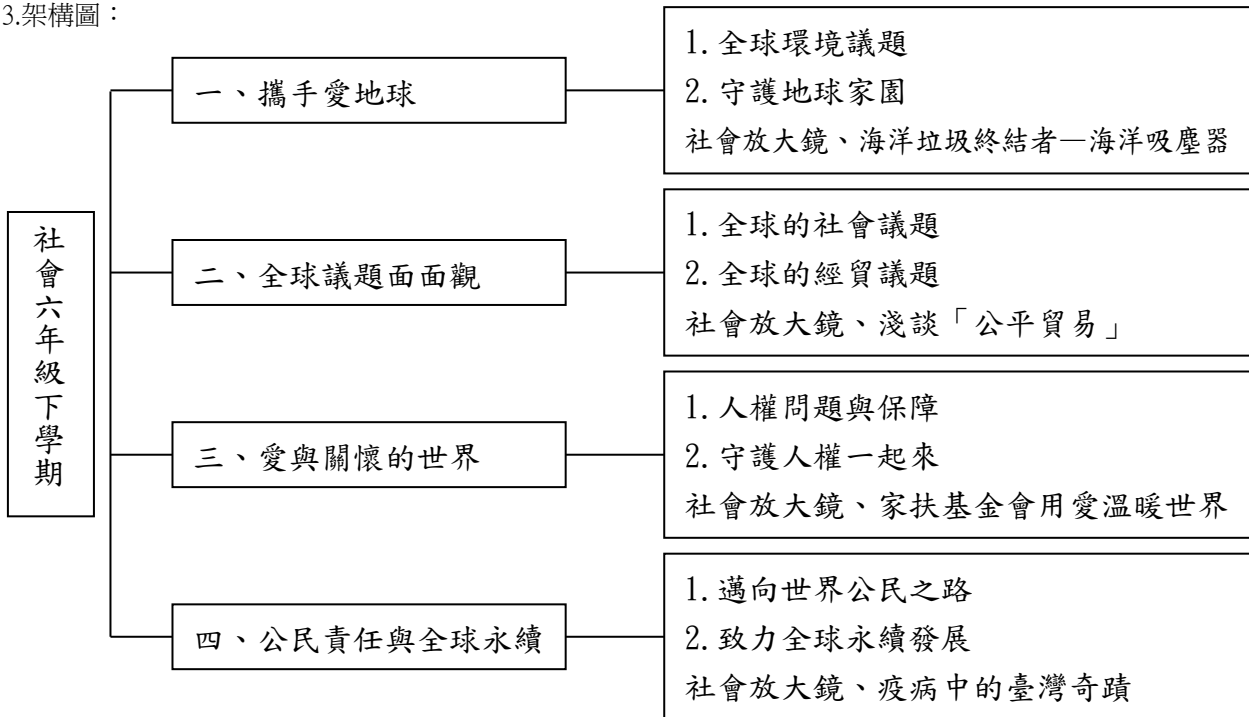 3.架構圖：
社會六年級下學期
一、攜手愛地球
1.全球環境議題
2.守護地球家園
社會放大鏡、海洋垃圾終結者—海洋吸塵器
二、全球議題面面觀
1.全球的社會議題
2.全球的經貿議題
社會放大鏡、淺談「公平貿易」
三、愛與關懷的世界
1.人權問題與保障
2.守護人權一起來
社會放大鏡、家扶基金會用愛溫暖世界
四、公民責任與全球永續
1.邁向世界公民之路
2.致力全球永續發展
社會放大鏡、疫病中的臺灣奇蹟